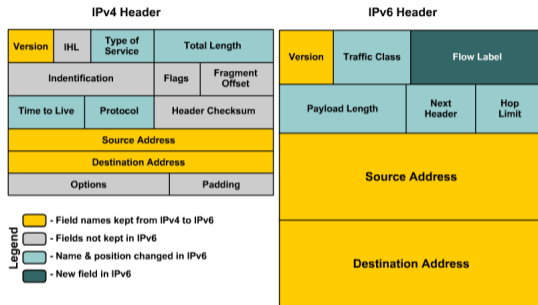 IPv4 Header
Version
IHL
Type of
Service
Total Length
Indentification
Flags
Fragment
Offset
Time to Live
Protocol
Header Checksum
Source Address
Destination Address
Options
Padding
Legend
- Field names kept from IPv4 to IPv6
- Fields not kept in IPv6
- Name & position changed in IPv6
- New field in IPv6
IPv6 Header
Version
Traffic Class
Flow Label
Payload Length
Next
Header
Hop
Limit
Source Address
Destination Address